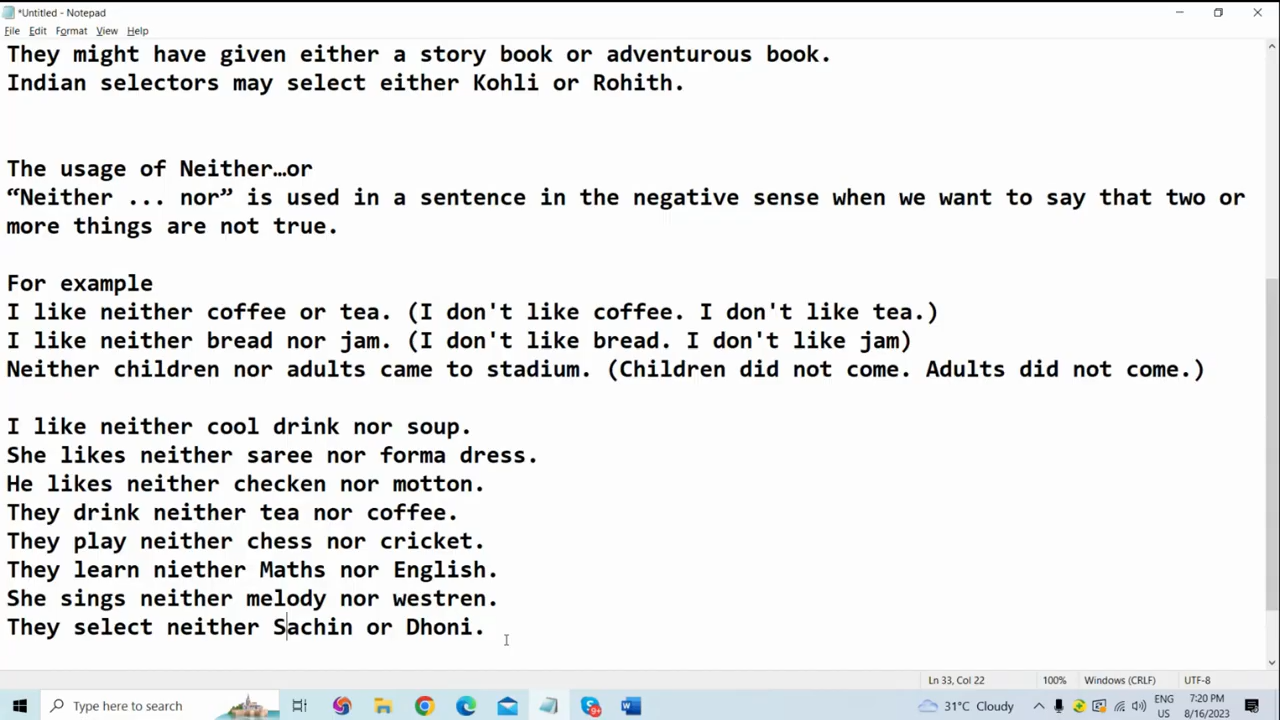 *Untitled - Notepad
File Edit Format View Help
They might have given either a story book or adventurous book.
Indian selectors may select either Kohli or Rohith.
The usage of Neither…or
“Neither ... nor” is used in a sentence in the negative sense when we want to say that two or
more things are not true.
For example
I like neither coffee or tea. (I don't like coffee. I don't like tea.)
I like neither bread nor jam. (I don't like bread. I don't like jam)
Neither children nor adults came to stadium. (Children did not come. Adults did not come.)
I like neither cool drink nor soup.
She likes neither saree nor forma dress.
He likes neither checken nor motton.
They drink neither tea nor coffee.
They play neither chess nor cricket.
They learn niether Maths nor English.
She sings neither melody nor westren.
They select neither Sachin or Dhoni.
Ln 33, Col 22 100% Windows (CRLF) UTF-8
Type here to search 31°C Cloudy ENG US 7:20 PM 8/16/2023